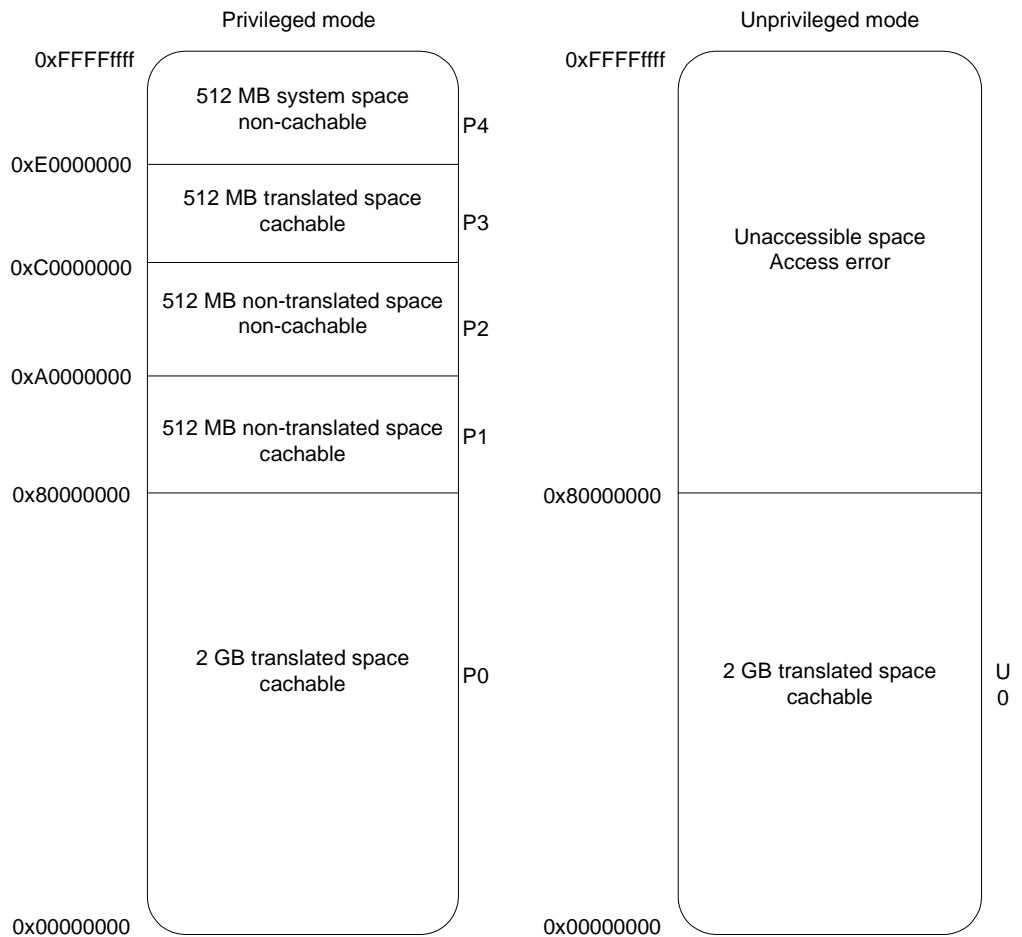 Privileged mode
0xFFFFffff
512 MB system space
non-cachable
P4
0xE0000000
512 MB translated space
cachable
P3
0xC0000000
512 MB non-translated space
non-cachable
P2
0xA0000000
512 MB non-translated space
cachable
P1
0x80000000
2 GB translated space
cachable
P0
0x00000000
Unprivileged mode
0xFFFFffff
Unaccessible space
Access error
0x80000000
2 GB translated space
cachable
U
0
0x00000000